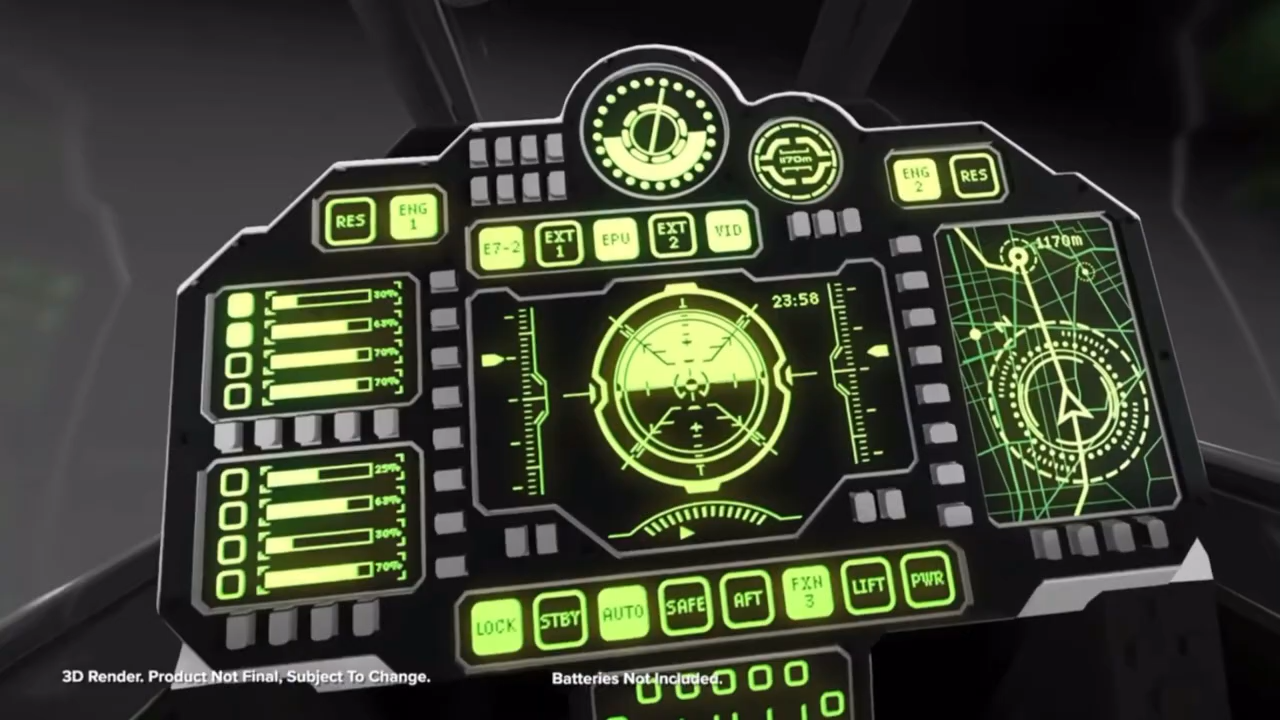 1170m
RES
ENG 1
E7-2
EXT 1
EPU
EXT 2
VID
ENG 2
RES
30%
63%
70%
70%
23:58
1170m
25%
63%
30%
70%
LOCK
STBY
AUTO
SAFE
AFT
FXN 3
LIFT
PWR
3D Render. Product Not Final, Subject To Change.
Batteries Not Included.